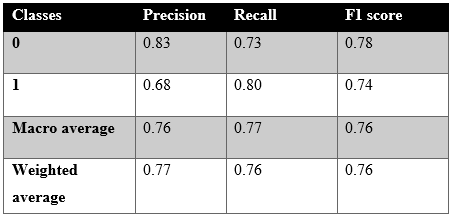 Classes Precision Recall F1 score
0 0.83 0.73 0.78
1 0.68 0.80 0.74
Macro average 0.76 0.77 0.76
Weighted 0.77 0.76 0.76
average